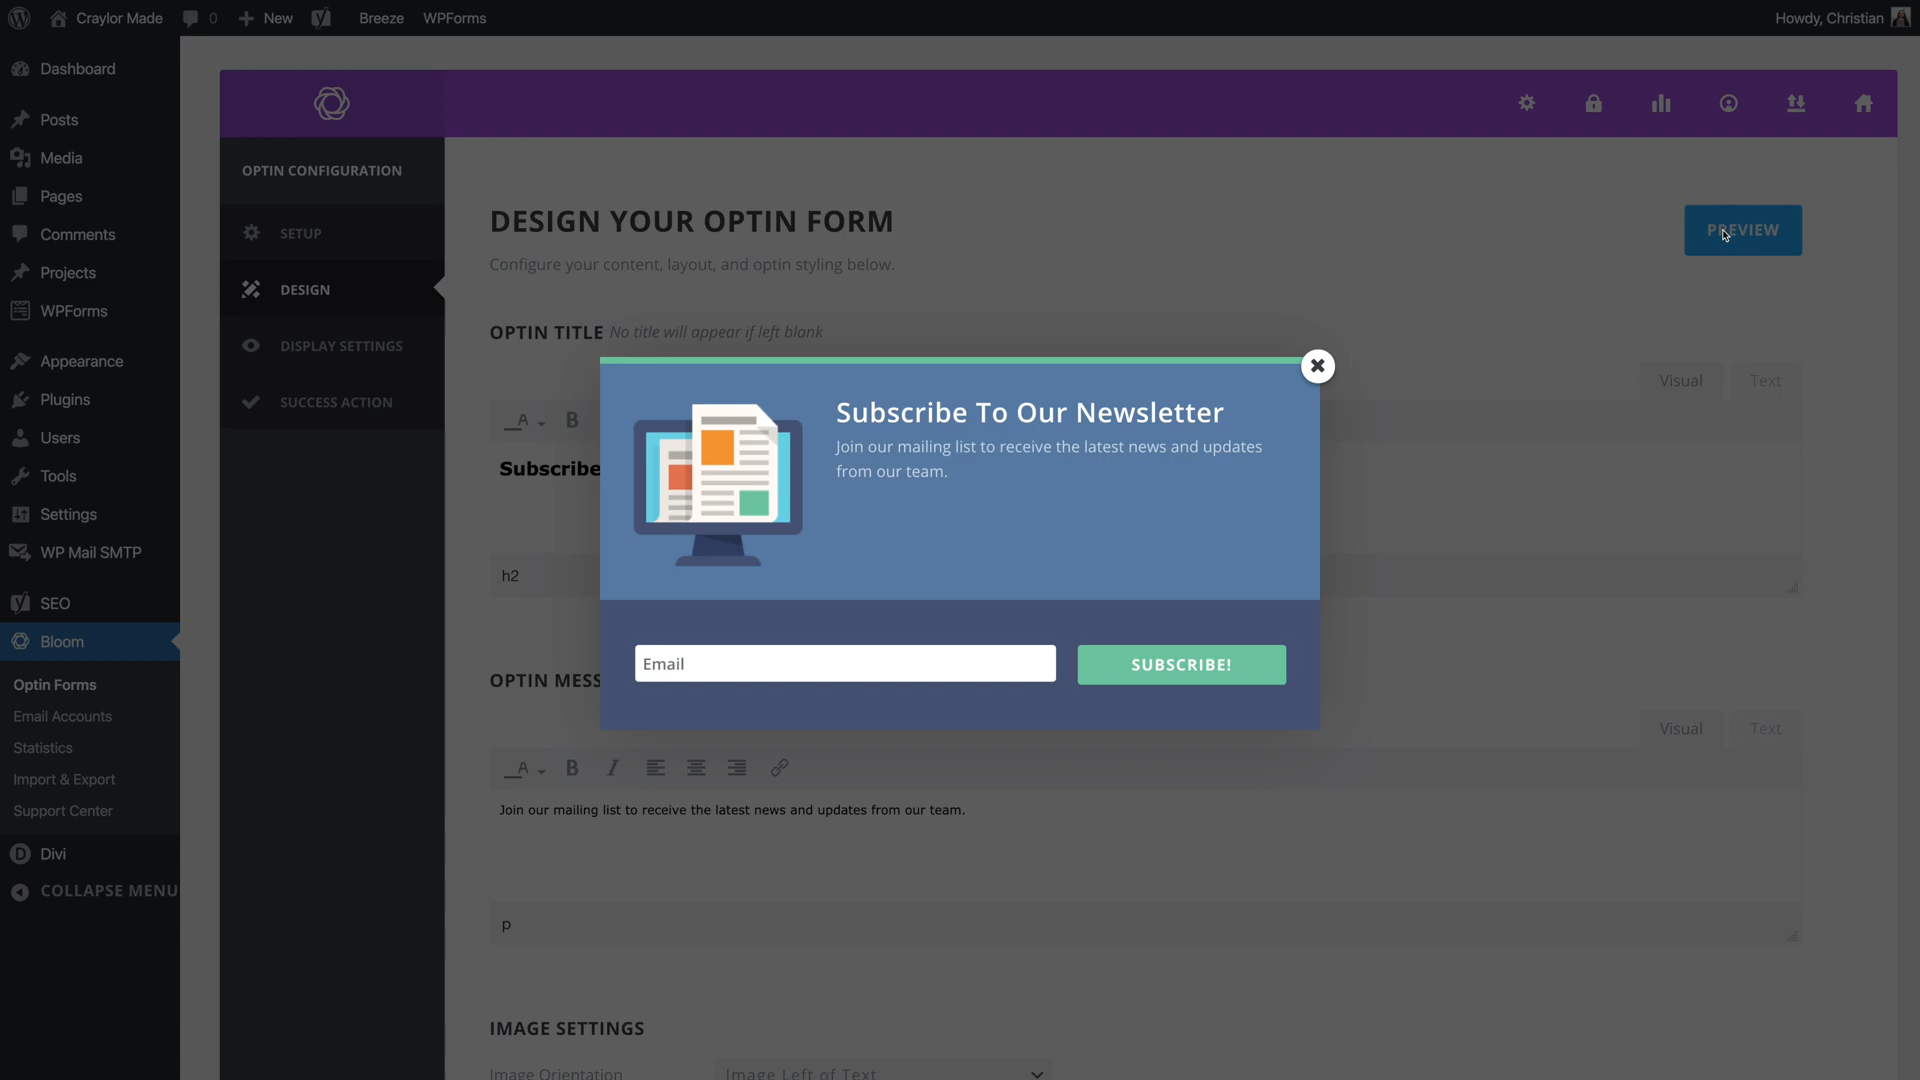 Craylor Made
0
New
Breeze
WPForms
Howdy, Christian
Dashboard
Posts
Media
Pages
Comments
Projects
WPForms
Appearance
Plugins
Users
Tools
Settings
WP Mail SMTP
SEO
Bloom
Optin Forms
Email Accounts
Statistics
Import & Export
Support Center
Divi
COLLAPSE MENU
OPTIN CONFIGURATION
SETUP
DESIGN
DISPLAY SETTINGS
SUCCESS ACTION
DESIGN YOUR OPTIN FORM
Configure your content, layout, and optin styling below.
PREVIEW
OPTIN TITLE No title will appear if left blank
Visual Text
A B
Subscribe
h2
Subscribe To Our Newsletter
Join our mailing list to receive the latest news and updates
from our team.
Email
SUBSCRIBE!
OPTIN MESS
Visual Text
A B I
Join our mailing list to receive the latest news and updates from our team.
p
IMAGE SETTINGS
Image Orientation
Image Left of Text